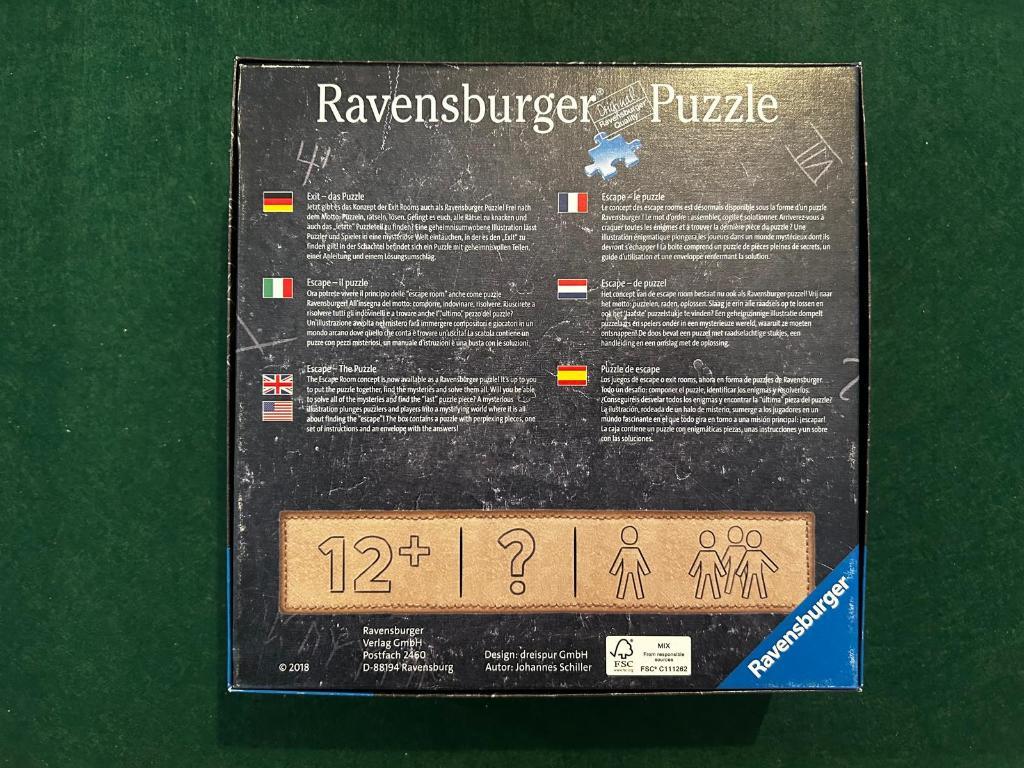 Ravensburger® Puzzle
Original
Ravensburger
Quality
4
VII
Exit – das Puzzle
Jetzt gibt es das Konzept der Exit Rooms auch als Ravensburger Puzzle! Frei nach
dem Motto: Puzzeln, rätseln, lösen. Gelingt es euch, alle Rätsel zu knacken und
auch das „letzte" Puzzleteil zu finden? Eine geheimnisumwobene Illustration lässt
Puzzler und Spieler in eine mysteriöse Welt eintauchen, in der es den „Exit" zu
finden gilt! In der Schachtel befindet sich ein Puzzle mit geheimnisvollen Teilen,
einer Anleitung und einem Lösungsumschlag.
Escape – le puzzle
Le concept des escape rooms est désormais disponible sous la forme d'un puzzle
Ravensburger ! Le mot d'ordre : assembler, cogiter, solutionner. Arriverez-vous à
craquer toutes les énigmes et à trouver la dernière pièce du puzzle ? Une
illustration énigmatique plongera les joueurs dans un monde mystérieux dont ils
devront s'échapper ! La boîte comprend un puzzle de pièces pleines de secrets, un
guide d'utilisation et une enveloppe renfermant la solution.
Escape – il puzzle
Ora potrete vivere il principio delle "escape room" anche come puzzle
Ravensburger! All'insegna del motto: comporre, indovinare, risolvere. Riuscirete a
risolvere tutti gli indovinelli e a trovare anche l'"ultimo" pezzo del puzzle?
Un'illustrazione avvolta nel mistero farà immergere compositori e giocatori in un
mondo arcano dove quello che conta è trovare un'uscita! La scatola contiene un
puzze con pezzi misteriosi, un manuale d'istruzioni e una busta con le soluzioni.
Escape – de puzzel
Het concept van de escape room bestaat nu ook als Ravensburger-puzzel! Vrij naar
het motto: puzzelen, raden, oplossen. Slaag je erin alle raadsels op te lossen en
ook het 'laatste' puzzelstukje te vinden? Een geheimzinnige illustratie dompelt
puzzelaars en spelers onder in een mysterieuze wereld, waaruit ze moeten
ontsnappen! De doos bevat een puzzel met raadselachtige stukjes, een
handleiding en een omslag met de oplossing.
Escape – The Puzzle
The Escape Room concept is now available as a Ravensburger puzzle! It's up to you
to put the puzzle together, find the mysteries and solve them all. Will you be able
to solve all of the mysteries and find the "last" puzzle piece? A mysterious
illustration plunges puzzlers and players into a mystifying world where it is all
about finding the "escape"! The box contains a puzzle with perplexing pieces, one
set of instructions and an envelope with the answers!
Puzzle de escape
Los juegos de escape o exit rooms, ahora en forma de puzzles de Ravensburger.
Todo un desafío: componer el puzzle, identificar los enigmas y resolverlos.
¿Conseguiréis desvelar todos los enigmas y encontrar la "última" pieza del puzzle?
La ilustración, rodeada de un halo de misterio, sumerge a los jugadores en un
mundo fascinante en el que todo gira en torno a una misión principal: ¡escapar!
La caja contiene un puzzle con enigmáticas piezas, unas instrucciones y un sobre
con las soluciones.
?
12+ ?
© 2018
Ravensburger
Verlag GmbH
Postfach 2460
D-88194 Ravensburg
Design: dreispur GmbH
Autor: Johannes Schiller
FSC
www.fsc.org
MIX
From responsible
sources
FSC® C111262
Ravensburger